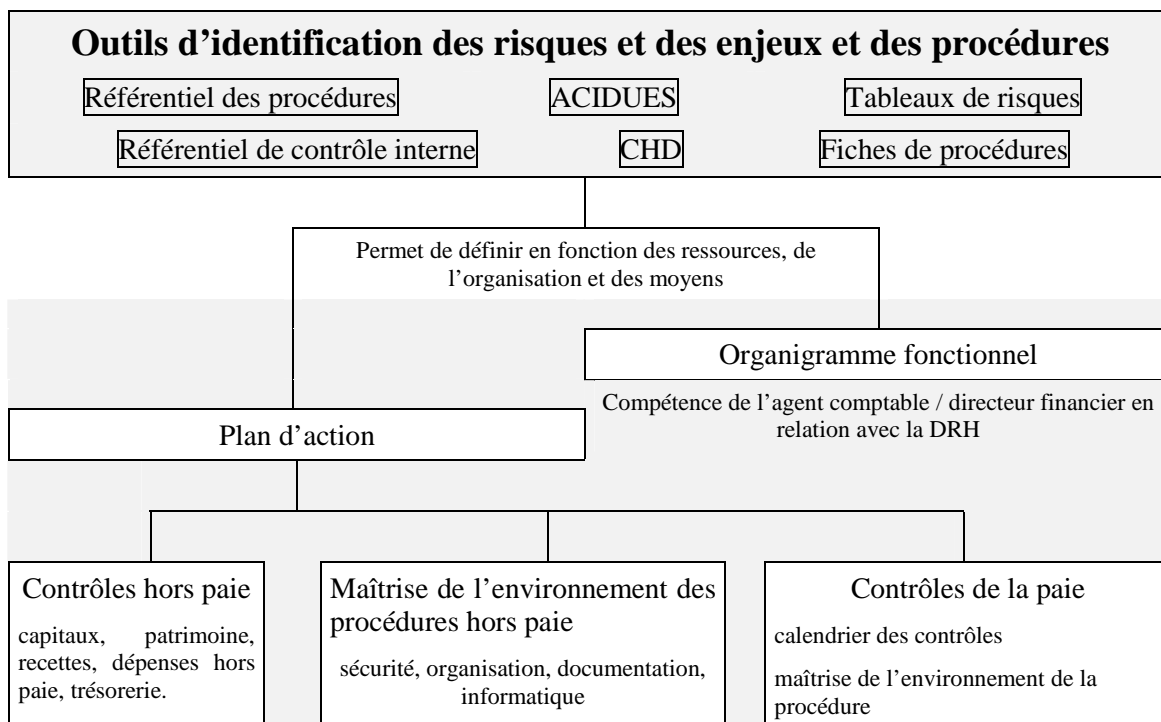 Outils d’identification des risques et des enjeux et des procédures
Référentiel des procédures ACIDUES Tableaux de risques
Référentiel de contrôle interne CHD Fiches de procédures
Permet de définir en fonction des ressources, de
l’organisation et des moyens
Organigramme fonctionnel
Compétence de l’agent comptable / directeur financier en
relation avec la DRH
Plan d’action
Contrôles hors paie
capitaux, patrimoine,
recettes, dépenses hors
paie, trésorerie.
Maîtrise de l’environnement des
procédures hors paie
sécurité, organisation, documentation,
informatique
Contrôles de la paie
calendrier des contrôles
maîtrise de l’environnement de la
procédure